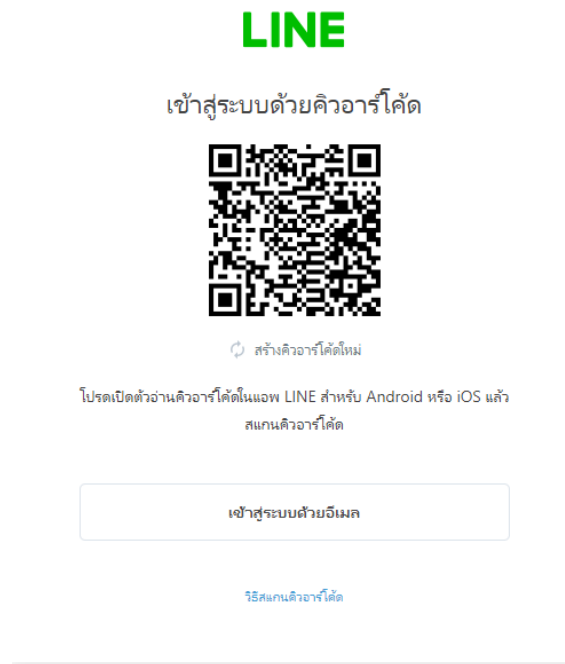 LINE
เข้าสู่ระบบด้วยคิวอาร์โค้ด
สร้างคิวอาร์โค้ดใหม่
โปรดเปิดตัวอ่านคิวอาร์โค้ดในแอพ LINE สำหรับ Android หรือ iOS แล้ว
สแกนคิวอาร์โค้ด
เข้าสู่ระบบด้วยอีเมล
วิธีสแกนคิวอาร์โค้ด